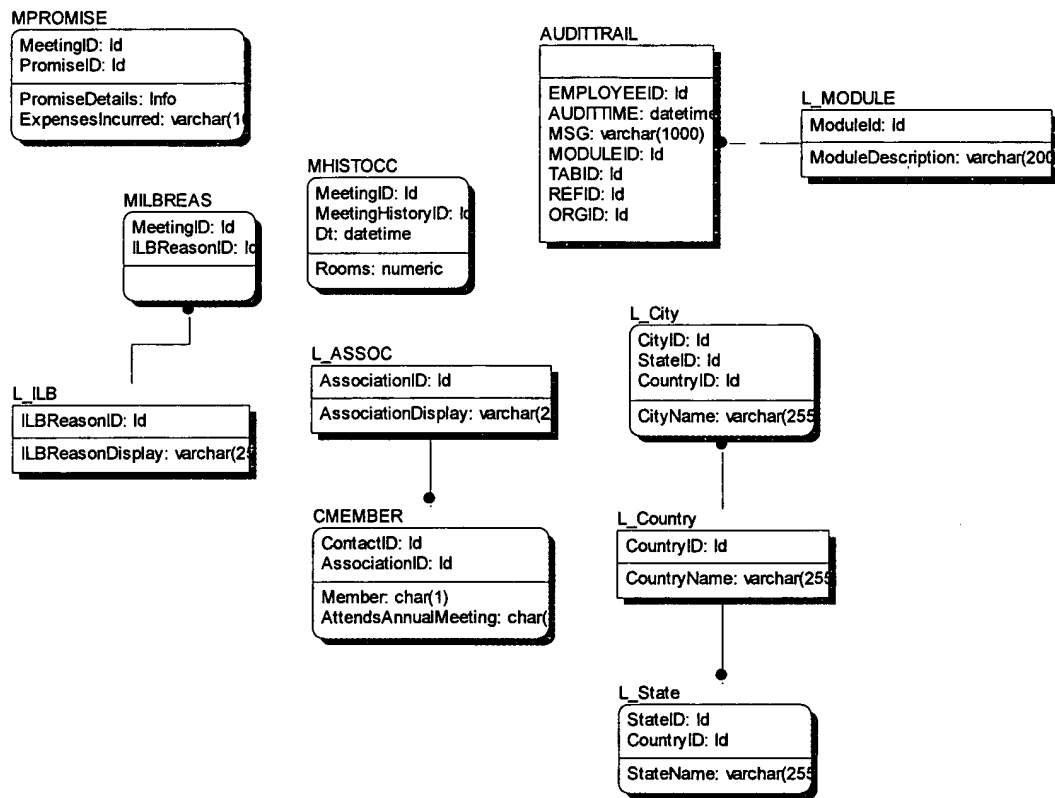 MPROMISE
MeetingID: Id
PromiseID: Id
PromiseDetails: Info
ExpensesIncurred: varchar(10
AUDITTRAIL
EMPLOYEEID: Id
AUDITTIME: datetime
MSG: varchar(1000)
MODULEID: Id
TABID: Id
REFID: Id
ORGID: Id
L_MODULE
ModuleId: Id
ModuleDescription: varchar(200
MILBREAS
MeetingID: Id
ILBReasonID: Id
MHISTOCC
MeetingID: Id
MeetingHistoryID: Id
Dt: datetime
Rooms: numeric
L_ILB
ILBReasonID: Id
ILBReasonDisplay: varchar(25
L_ASSOC
AssociationID: Id
AssociationDisplay: varchar(2
L_City
CityID: Id
StateID: Id
CountryID: Id
CityName: varchar(255
CMEMBER
ContactID: Id
AssociationID: Id
Member: char(1)
AttendsAnnualMeeting: char(
L_Country
CountryID: Id
CountryName: varchar(255
L_State
StateID: Id
CountryID: Id
StateName: varchar(255